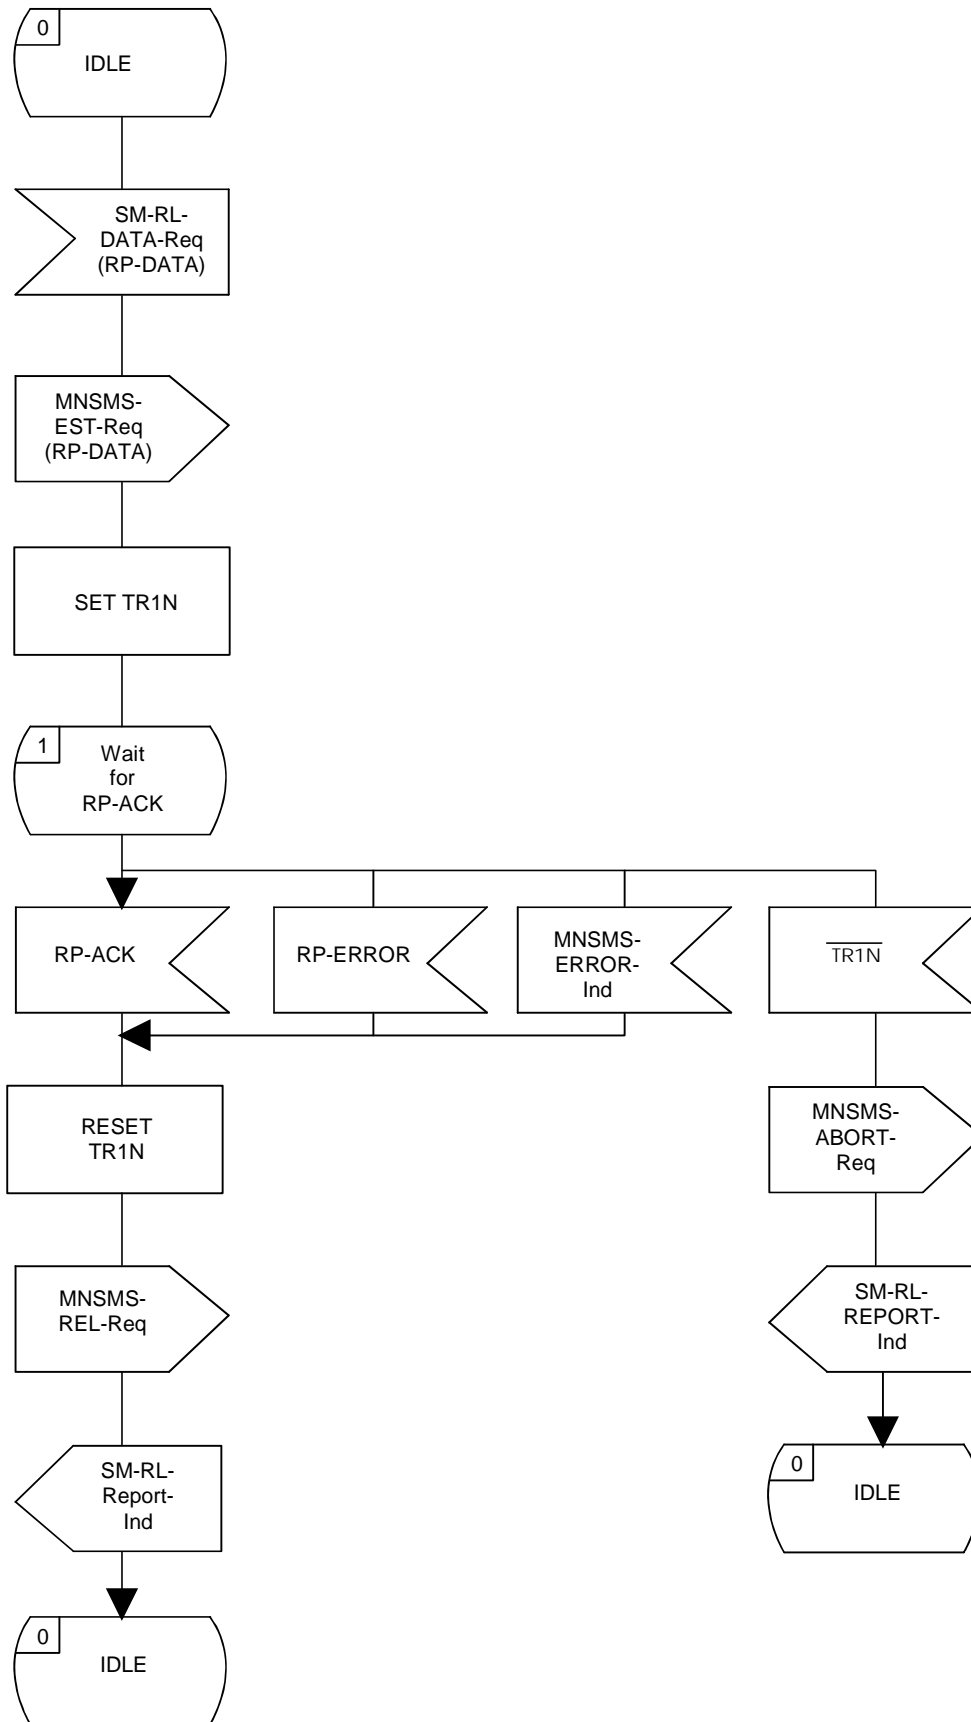 0
IDLE
SM-RL-
DATA-Req
(RP-DATA)
MNSMS-
EST-Req
(RP-DATA)
SET TR1N
1
Wait
for
RP-ACK
RP-ACK
RP-ERROR
MNSMS-
ERROR-
Ind
TR1N
RESET
TR1N
MNSMS-
ABORT-
Req
MNSMS-
REL-Req
SM-RL-
REPORT-
Ind
SM-RL-
Report-
Ind
0
IDLE
0
IDLE